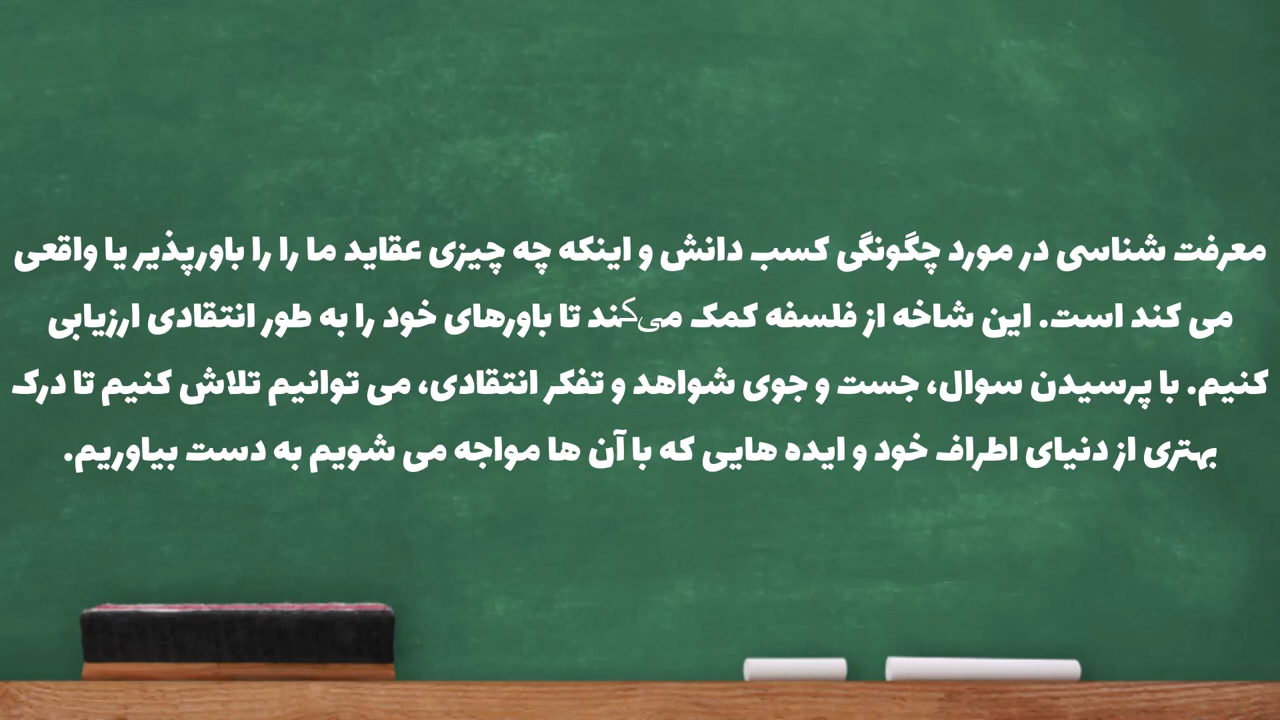 معرفت شناسی در مورد چگونگی کسب دانش و اینکه چه چیزی عقاید ما را را باورپذیر یا واقعی
می کند است. این شاخه از فلسفه کمک می‌کند تا باورهای خود را به طور انتقادی ارزیابی
کنیم. با پرسیدن سوال، جست و جوی شواهد و تفکر انتقادی، می توانیم تلاش کنیم تا درک
بهتری از دنیای اطراف خود و ایده هایی که با آن ها مواجه می شویم به دست بیاوریم.